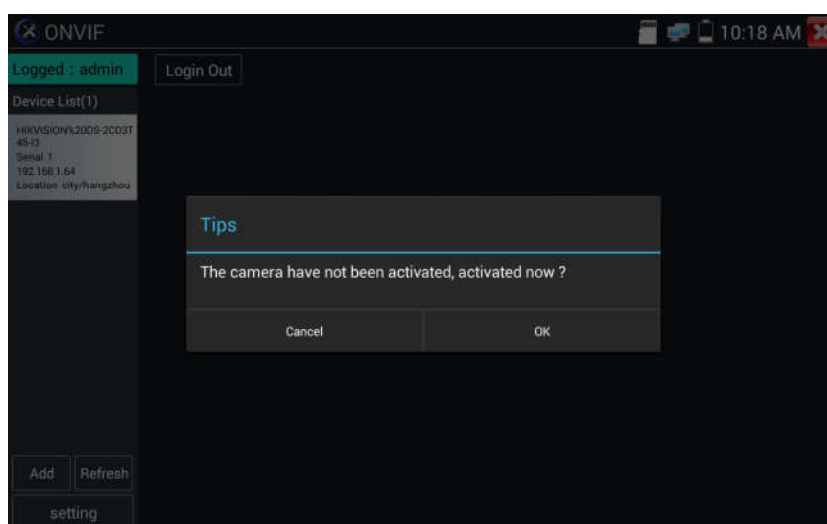 ONVIF
10:18 AM
Logged : admin
Login Out
Device List(1)
HIKVISION%20DS-2CD3T
45-I3
Serial 1
192.168.1.64
Location city/hangzhou
Tips
The camera have not been activated, activated now ?
Cancel
OK
Add
Refresh
setting